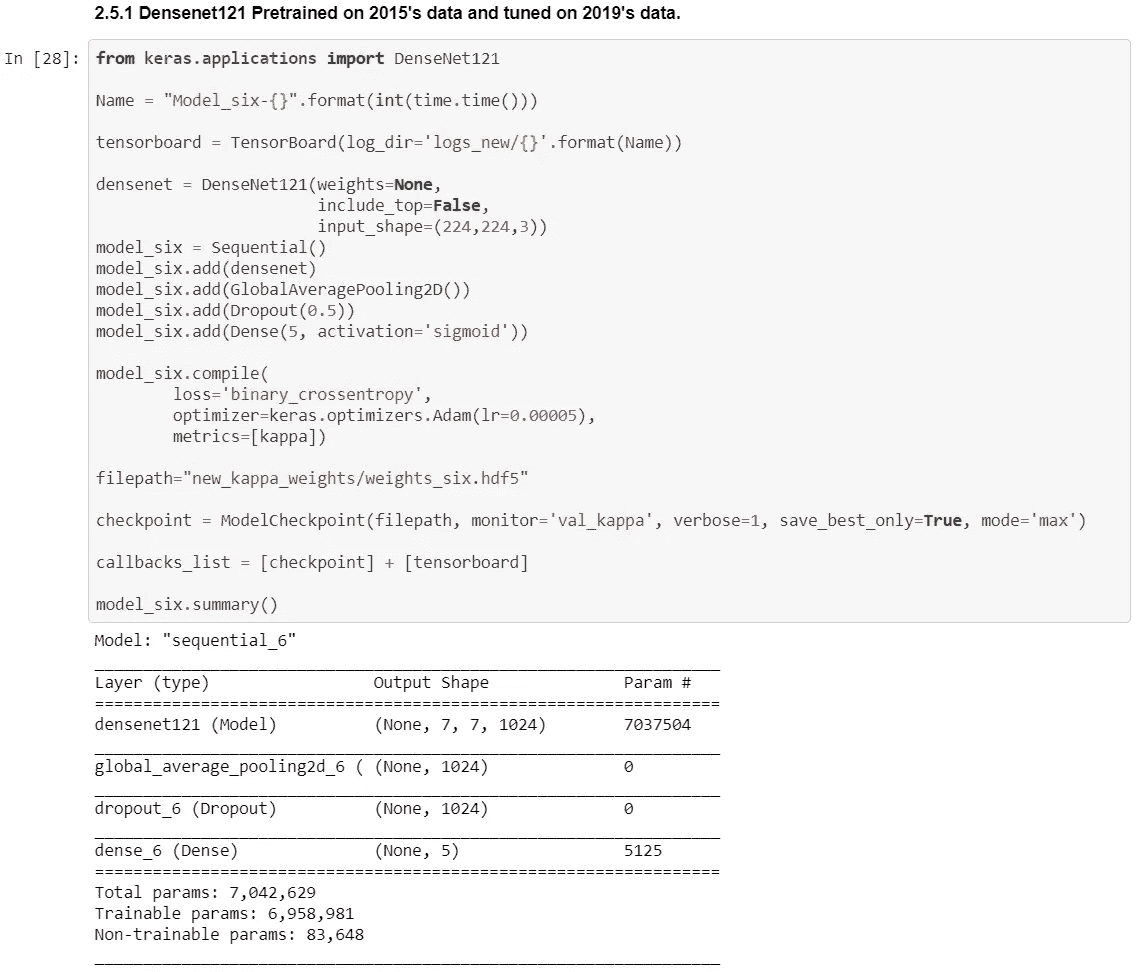 2.5.1 Densenet121 Pretrained on 2015's data and tuned on 2019's data.
In [28]:
from keras.applications import DenseNet121
Name = "Model_six-{}".format(int(time.time()))
tensorboard = TensorBoard(log_dir='logs_new/{}'.format(Name))
densenet = DenseNet121(weights=None,
include_top=False,
input_shape=(224,224,3))
model_six = Sequential()
model_six.add(densenet)
model_six.add(GlobalAveragePooling2D())
model_six.add(Dropout(0.5))
model_six.add(Dense(5, activation='sigmoid'))
model_six.compile(
loss='binary_crossentropy',
optimizer=keras.optimizers.Adam(lr=0.00005),
metrics=[kappa])
filepath="new_kappa_weights/weights_six.hdf5"
checkpoint = ModelCheckpoint(filepath, monitor='val_kappa', verbose=1, save_best_only=True, mode='max')
callbacks_list = [checkpoint] + [tensorboard]
model_six.summary()
Model: "sequential_6"
Layer (type) Output Shape Param #
densenet121 (Model) (None, 7, 7, 1024) 7037504
global_average_pooling2d_6 ( (None, 1024) 0
dropout_6 (Dropout) (None, 1024) 0
dense_6 (Dense) (None, 5) 5125
Total params: 7,042,629
Trainable params: 6,958,981
Non-trainable params: 83,648